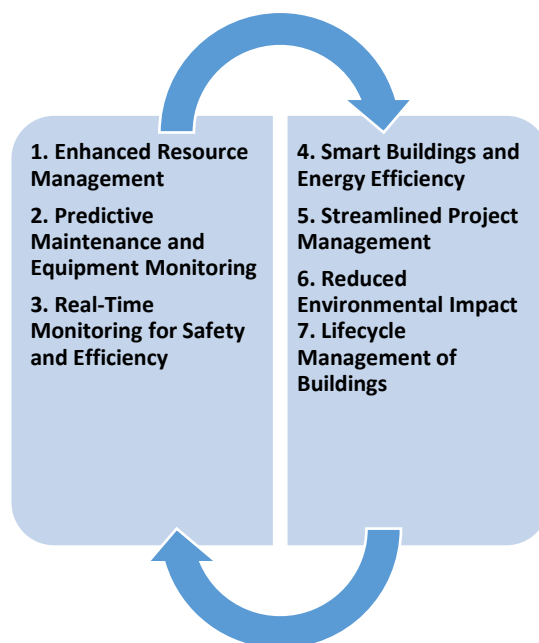 1. Enhanced Resource
Management
2. Predictive
Maintenance and
Equipment Monitoring
3. Real-Time
Monitoring for Safety
and Efficiency
4. Smart Buildings and
Energy Efficiency
5. Streamlined Project
Management
6. Reduced
Environmental Impact
7. Lifecycle
Management of
Buildings